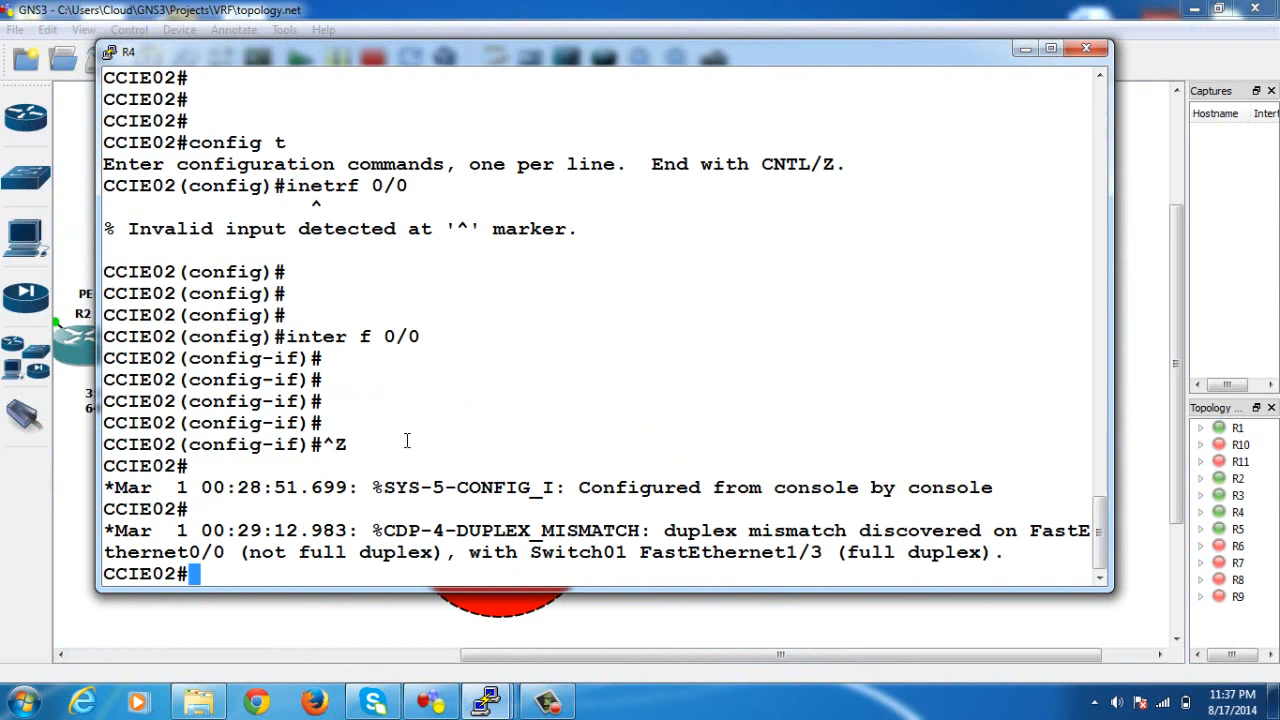 GNS3 - C:\Users\Cloud\GNS3\Projects\VRF\topology.net
File Edit View Control Device Annotate Tools Help
R4
CCIE02#
CCIE02#
CCIE02#
CCIE02#config t
Enter configuration commands, one per line.  End with CNTL/Z.
CCIE02(config)#inetrf 0/0
^
% Invalid input detected at '^' marker.
CCIE02(config)#
CCIE02(config)#
CCIE02(config)#
CCIE02(config)#inter f 0/0
CCIE02(config-if)#
CCIE02(config-if)#
CCIE02(config-if)#
CCIE02(config-if)#
CCIE02(config-if)#^Z
CCIE02#
*Mar  1 00:28:51.699: %SYS-5-CONFIG_I: Configured from console by console
CCIE02#
*Mar  1 00:29:12.983: %CDP-4-DUPLEX_MISMATCH: duplex mismatch discovered on FastE
thernet0/0 (not full duplex), with Switch01 FastEthernet1/3 (full duplex).
CCIE02#
PE
R2
Captures
Hostname Interf
Topology ...
R1
R10
R11
R2
R3
R4
R5
R6
R7
R8
R9
11:37 PM
8/17/2014